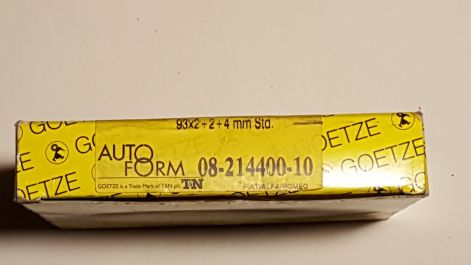 93x2+2+4 mm Std.
GOETZE
GOETZE
AUTO
FORM 08-214400-10
GOETZE is a Trade Mark of T&N plc. T&N FIAT/ALFA/ROMEO
GOETZE
GOETZE